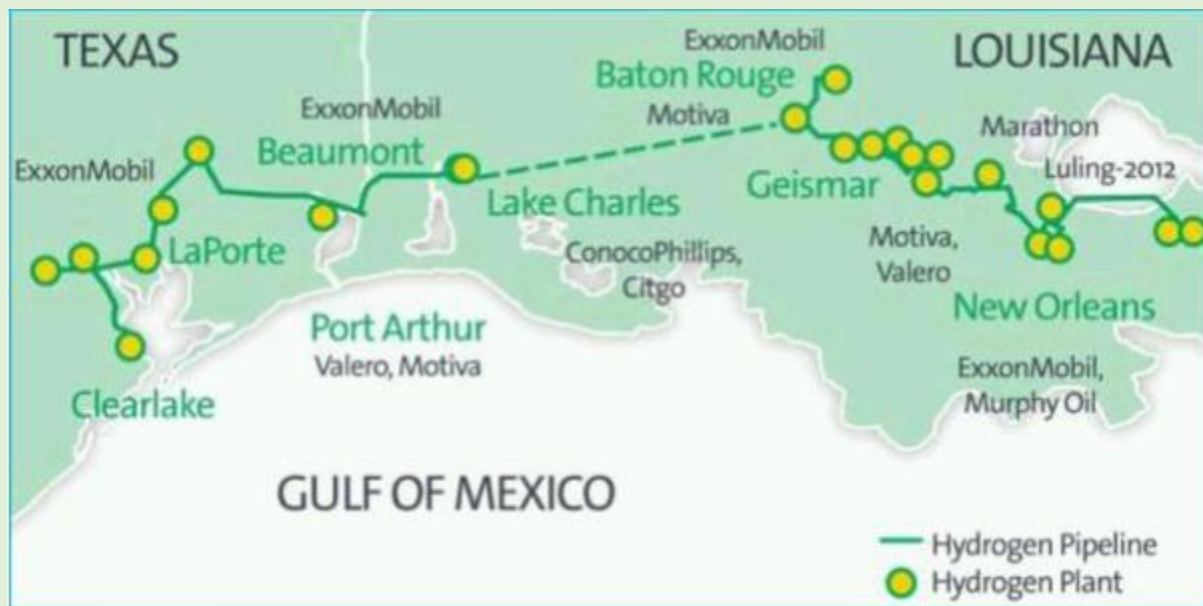 TEXAS
LOUISIANA
ExxonMobil
Baton Rouge
Motiva
ExxonMobil
Beaumont
ExxonMobil
LaPorte
Clearlake
Port Arthur
Valero, Motiva
Lake Charles
ConocoPhillips,
Citgo
Geismar
Motiva,
Valero
Marathon
Luling-2012
New Orleans
ExxonMobil,
Murphy Oil
GULF OF MEXICO
Hydrogen Pipeline
Hydrogen Plant